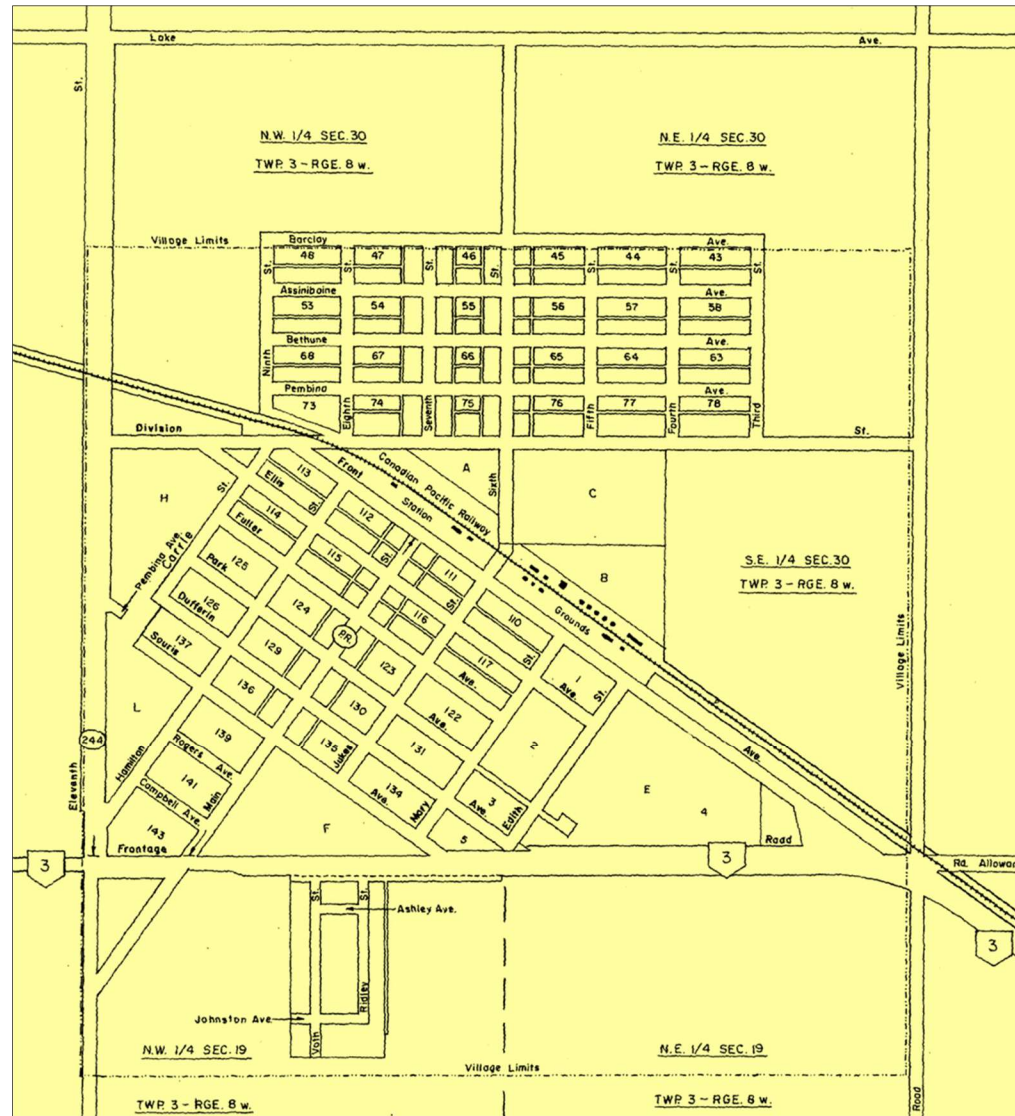 Lake Ave.
St.
N.W. 1/4 SEC.30
TWP. 3 – RGE. 8 w.
N.E. 1/4 SEC.30
TWP. 3 – RGE. 8 w.
Village Limits
Barclay Ave.
48 47 46 45 44 43
St. St. St. St. St. St. St.
Assiniboine Ave.
53 54 55 56 57 58
Bethune Ave.
68 67 66 65 64 63
Ninth
Pembina Ave.
73 74 75 76 77 78
Eighth Seventh Fifth Fourth Third
Division St.
Canadian Pacific Railway
A
Sixth
C
H
St.
113
Ellis St.
Front
Station
114
Fuller
112
St.
Pembina Ave.
Carrie
Park
125
115
111
St.
B
S.E. 1/4 SEC.30
TWP. 3 – RGE. 8 w.
126
Dufferin
124
P.R.
116
110
St.
Grounds
Souris
137
129
123
117
Ave.
1
Ave.
St.
Village Limits
L
136
130
122
Ave.
244
139
Rogers Ave.
135
Jukes
131
2
Ave.
Hamilton
141
Main
134
Ave.
Mary
3
Ave.
Edith
E
4
Eleventh
Campbell Ave.
143
F
5
Road
Frontage
3
3
Rd. Allowan
St. St.
Ashley Ave.
3
Ridley
Johnston Ave.
Voth
N.W. 1/4 SEC. 19
N.E. 1/4 SEC. 19
Village Limits
TWP. 3 – RGE. 8 w.
TWP. 3 – RGE. 8 w.
Road